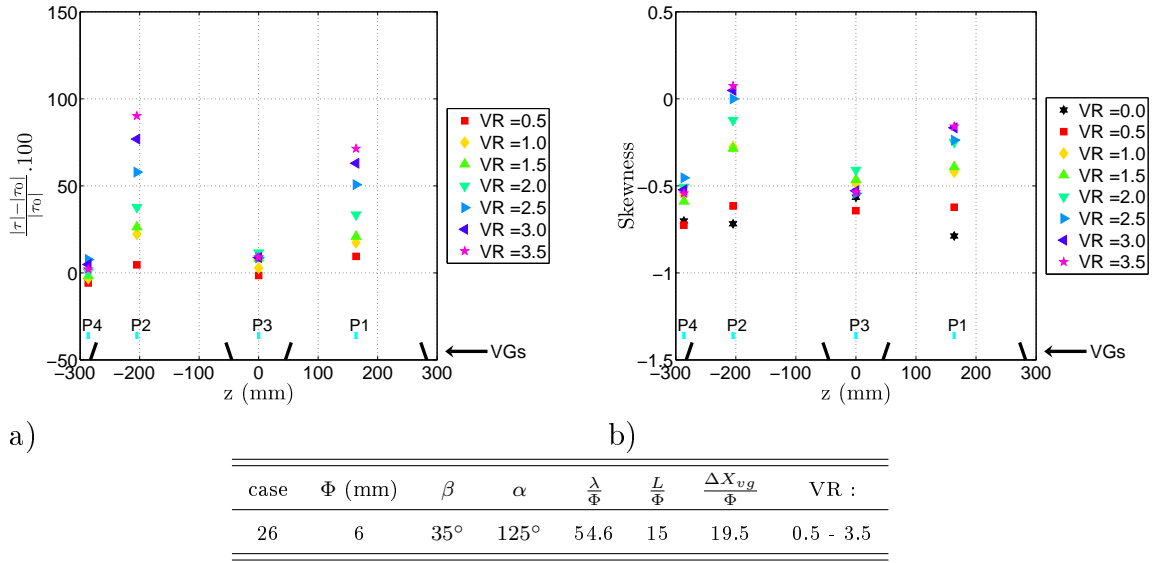 150
100
50
0
−50
−300 −200 −100 0 100 200 300
z (mm)
|τ|−|τ₀| / |τ₀| .100
P4 P2 P3 P1
VGs
VR =0.5
VR =1.0
VR =1.5
VR =2.0
VR =2.5
VR =3.0
VR =3.5
a)
0.5
0
−0.5
−1
−1.5
−300 −200 −100 0 100 200 300
z (mm)
Skewness
P4 P2 P3 P1
VGs
VR =0.0
VR =0.5
VR =1.0
VR =1.5
VR =2.0
VR =2.5
VR =3.0
VR =3.5
b)
case Φ (mm) β α λ/Φ L/Φ ΔX_vg/Φ VR :
26 6 35° 125° 54.6 15 19.5 0.5 - 3.5